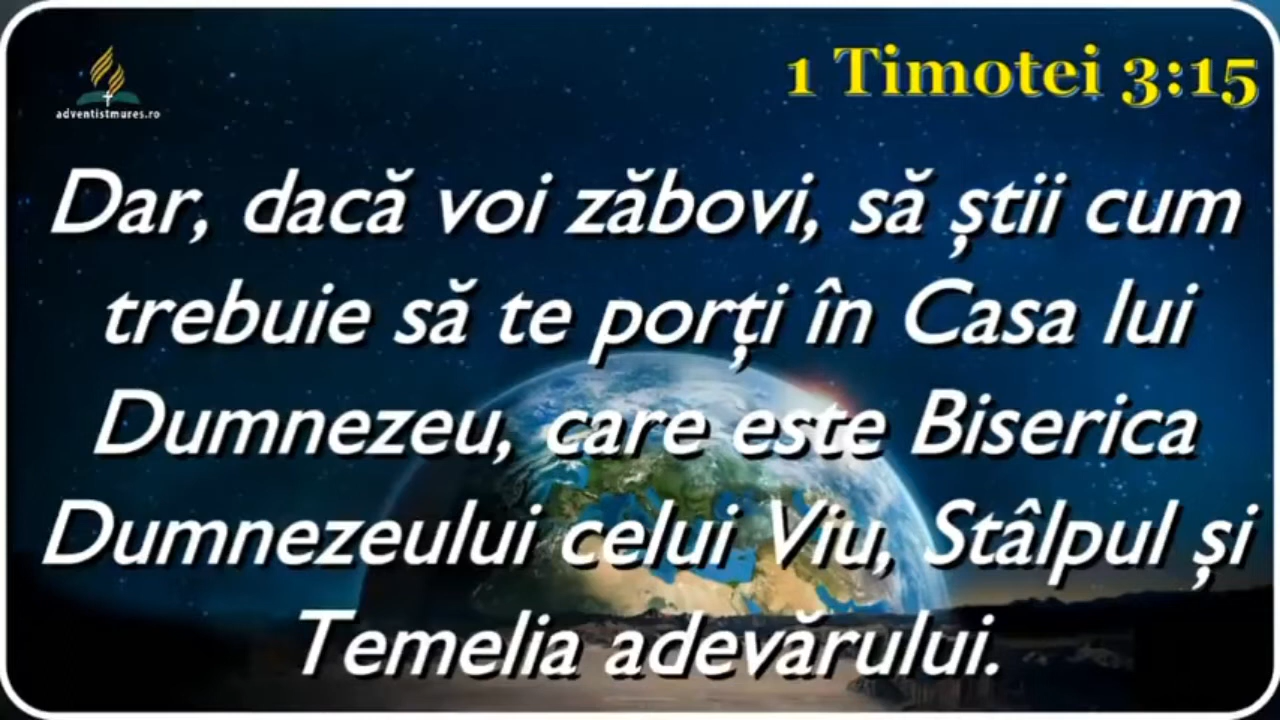 1 Timotei 3:15
adventistmures.ro
Dar, dacă voi zăbovi, să știi cum
trebuie să te porți în Casa lui
Dumnezeu, care este Biserica
Dumnezeului celui Viu, Stâlpul și
Temelia adevărului.